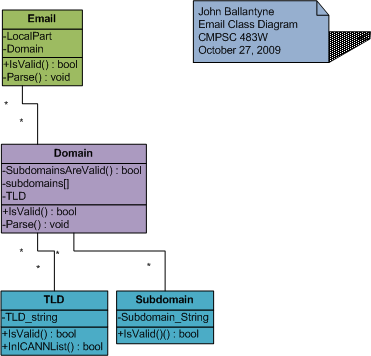 Email
-LocalPart
-Domain
+IsValid() : bool
-Parse() : void
John Ballantyne
Email Class Diagram
CMPSC 483W
October 27, 2009
*
*
Domain
-SubdomainsAreValid() : bool
-subdomains[]
-TLD
+IsValid() : bool
-Parse() : void
*
*
*
*
TLD
-TLD_string
+IsValid() : bool
+InICANNList() : bool
Subdomain
-Subdomain_String
+IsValid()() : bool